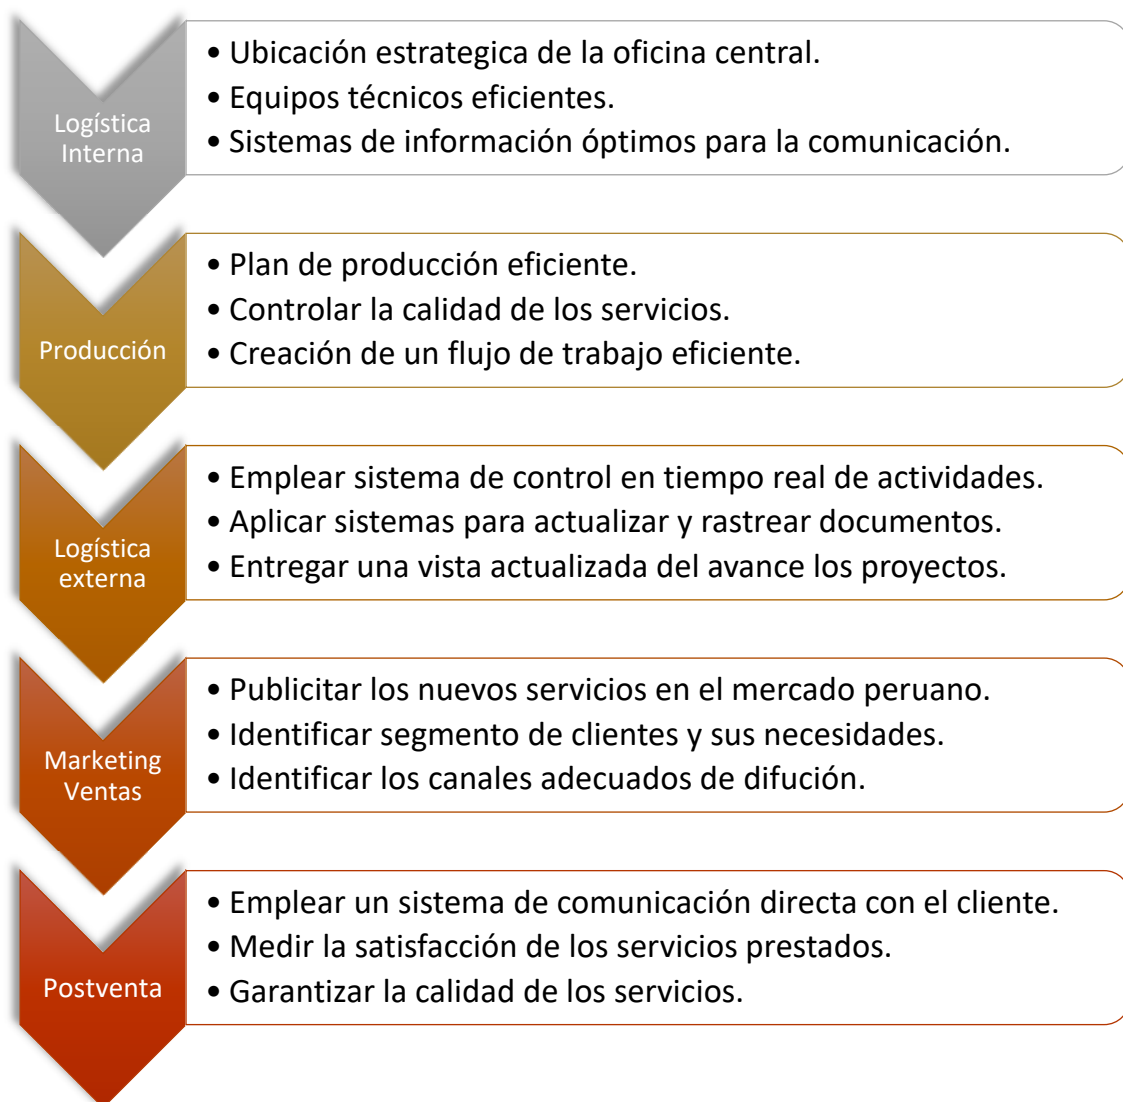 Logística
Interna
• Ubicación estrategica de la oficina central.
• Equipos técnicos eficientes.
• Sistemas de información óptimos para la comunicación.
Producción
• Plan de producción eficiente.
• Controlar la calidad de los servicios.
• Creación de un flujo de trabajo eficiente.
Logística
externa
• Emplear sistema de control en tiempo real de actividades.
• Aplicar sistemas para actualizar y rastrear documentos.
• Entregar una vista actualizada del avance los proyectos.
Marketing
Ventas
• Publicitar los nuevos servicios en el mercado peruano.
• Identificar segmento de clientes y sus necesidades.
• Identificar los canales adecuados de difución.
Postventa
• Emplear un sistema de comunicación directa con el cliente.
• Medir la satisfacción de los servicios prestados.
• Garantizar la calidad de los servicios.